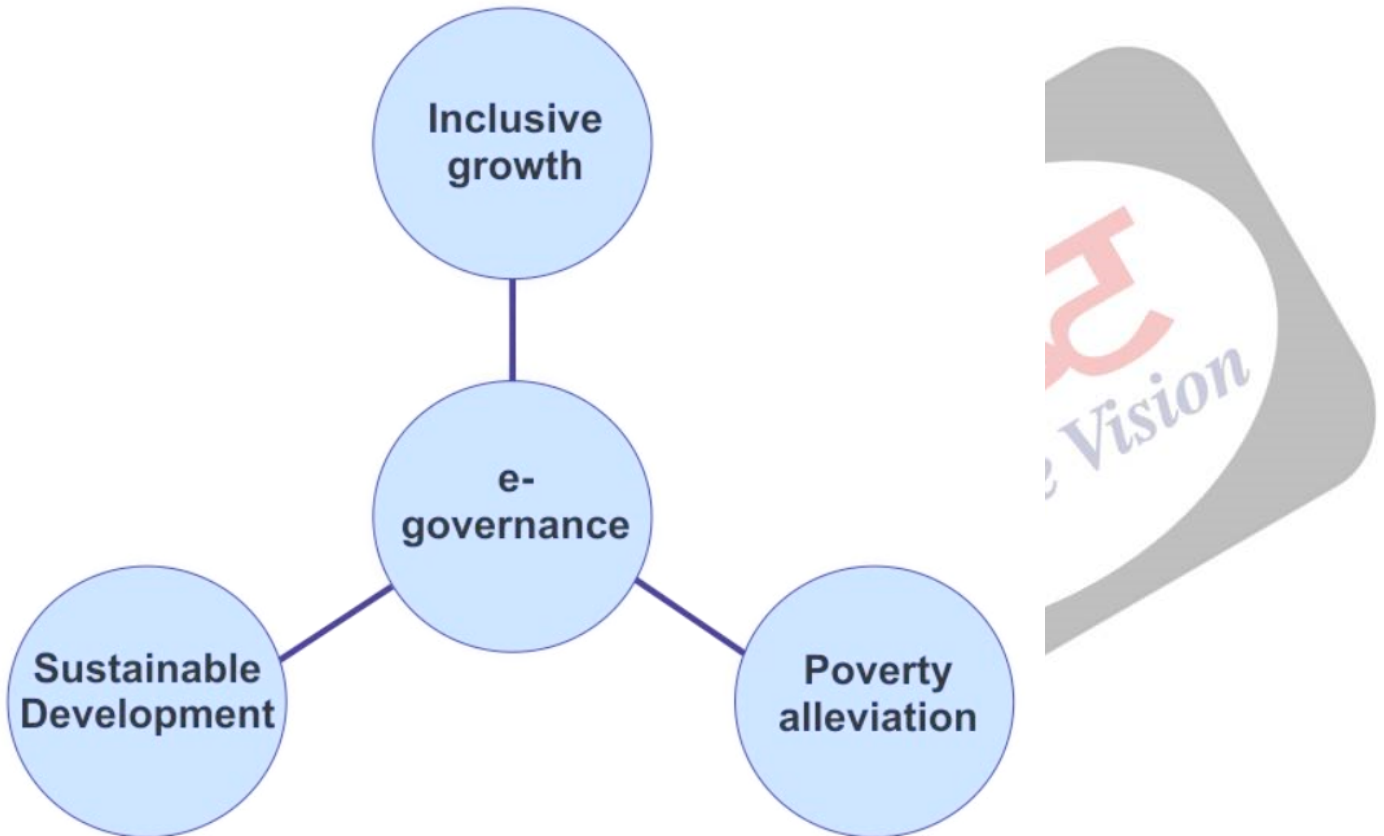 Inclusive
growth
e-
governance
Sustainable
Development
Poverty
alleviation
Vision